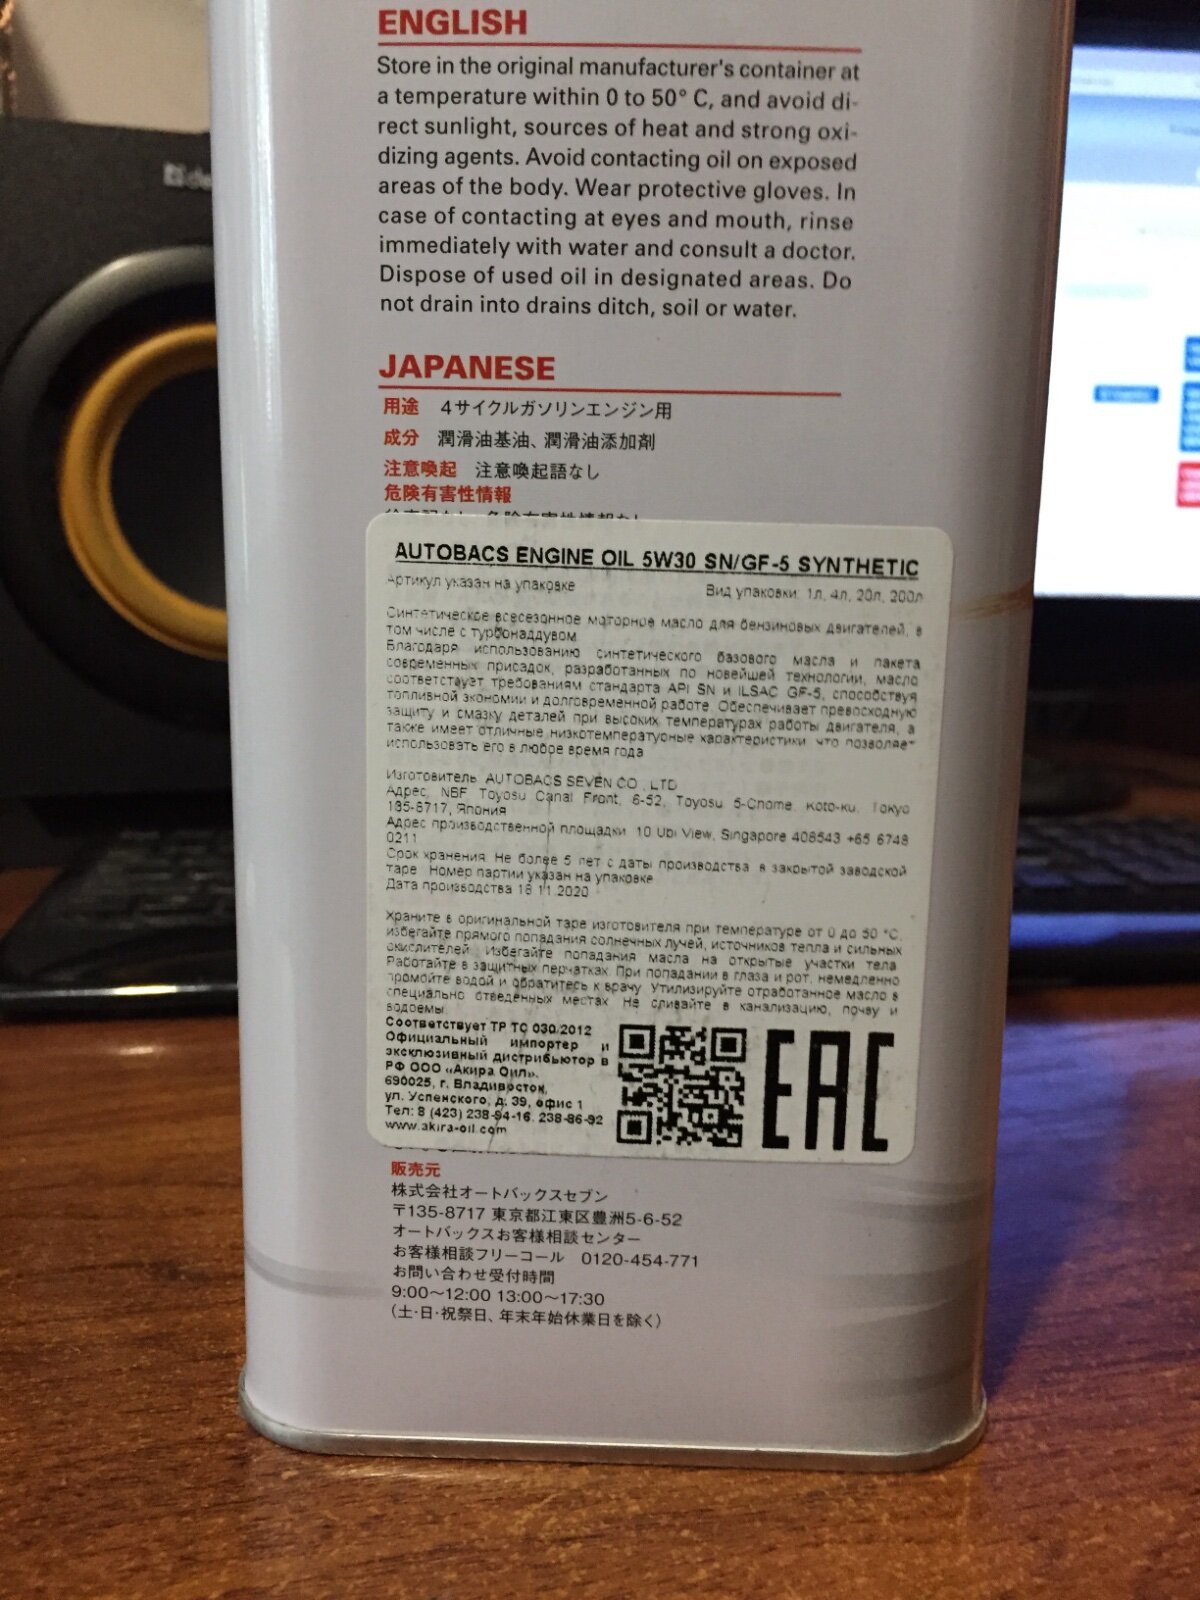 ENGLISH
Store in the original manufacturer's container at
a temperature within 0 to 50° C, and avoid di-
rect sunlight, sources of heat and strong oxi-
dizing agents. Avoid contacting oil on exposed
areas of the body. Wear protective gloves. In
case of contacting at eyes and mouth, rinse
immediately with water and consult a doctor.
Dispose of used oil in designated areas. Do
not drain into drains ditch, soil or water.
JAPANESE
用途 4サイクルガソリンエンジン用
成分 潤滑油基油、潤滑油添加剤
注意喚起 注意喚起語なし
危険有害性情報
AUTOBACS ENGINE OIL 5W30 SN/GF-5 SYNTHETIC
Артикул указан на упаковке Вид упаковки: 1л, 4л, 20л, 200л
Синтетическое всесезонное моторное масло для бензиновых двигателей, в
том числе с турбонаддувом
Благодаря использованию синтетического базового масла и пакета
современных присадок, разработанных по новейшей технологии, масло
соответствует требованиям стандарта API SN и ILSAC GF-5, способствуя
топливной экономии и долговременной работе. Обеспечивает превосходную
защиту и смазку деталей при высоких температурах работы двигателя, а
также имеет отличные низкотемпературные характеристики, что позволяет
использовать его в любое время года
Изготовитель: AUTOBACS SEVEN CO., LTD
Адрес: NBF Toyosu Canal Front, 6-52, Toyosu 5-Chome, Koto-ku, Tokyo
135-8717, Япония
Адрес производственной площадки: 10 Ubi View, Singapore 408543 +65 6748
0211
Срок хранения: Не более 5 лет с даты производства в закрытой заводской
таре. Номер партии указан на упаковке
Дата производства 18.11.2020
Храните в оригинальной таре изготовителя при температуре от 0 до 50 °C,
избегайте прямого попадания солнечных лучей, источников тепла и сильных
окислителей. Избегайте попадания масла на открытые участки тела.
Работайте в защитных перчатках. При попадании в глаза и рот, немедленно
промойте водой и обратитесь к врачу. Утилизируйте отработанное масло в
специально отведенных местах. Не сливайте в канализацию, почву и
водоемы
Соответствует ТР ТС 030/2012
Официальный импортер и
эксклюзивный дистрибьютор в
РФ ООО «Акира Оил».
690025, г. Владивосток,
ул. Успенского, д. 39, офис 1
Тел: 8 (423) 238-94-16, 238-86-92
www.akira-oil.com
EAC
販売元
株式会社オートバックスセブン
〒135-8717 東京都江東区豊洲5-6-52
オートバックスお客様相談センター
お客様相談フリーコール 0120-454-771
お問い合わせ受付時間
9:00～12:00 13:00～17:30
(土・日・祝祭日、年末年始休業日を除く)